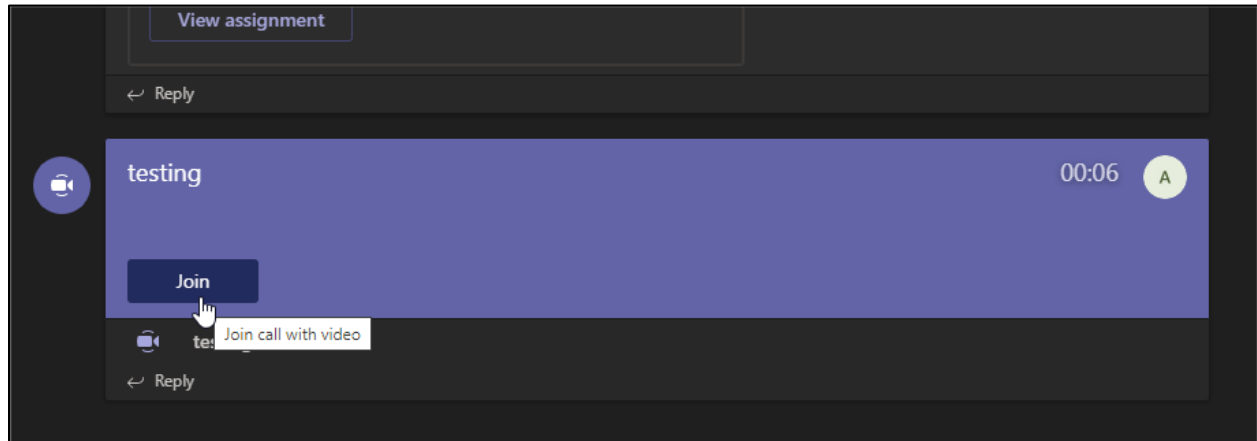 View assignment
Reply
testing
00:06
A
Join
Join call with video
Reply